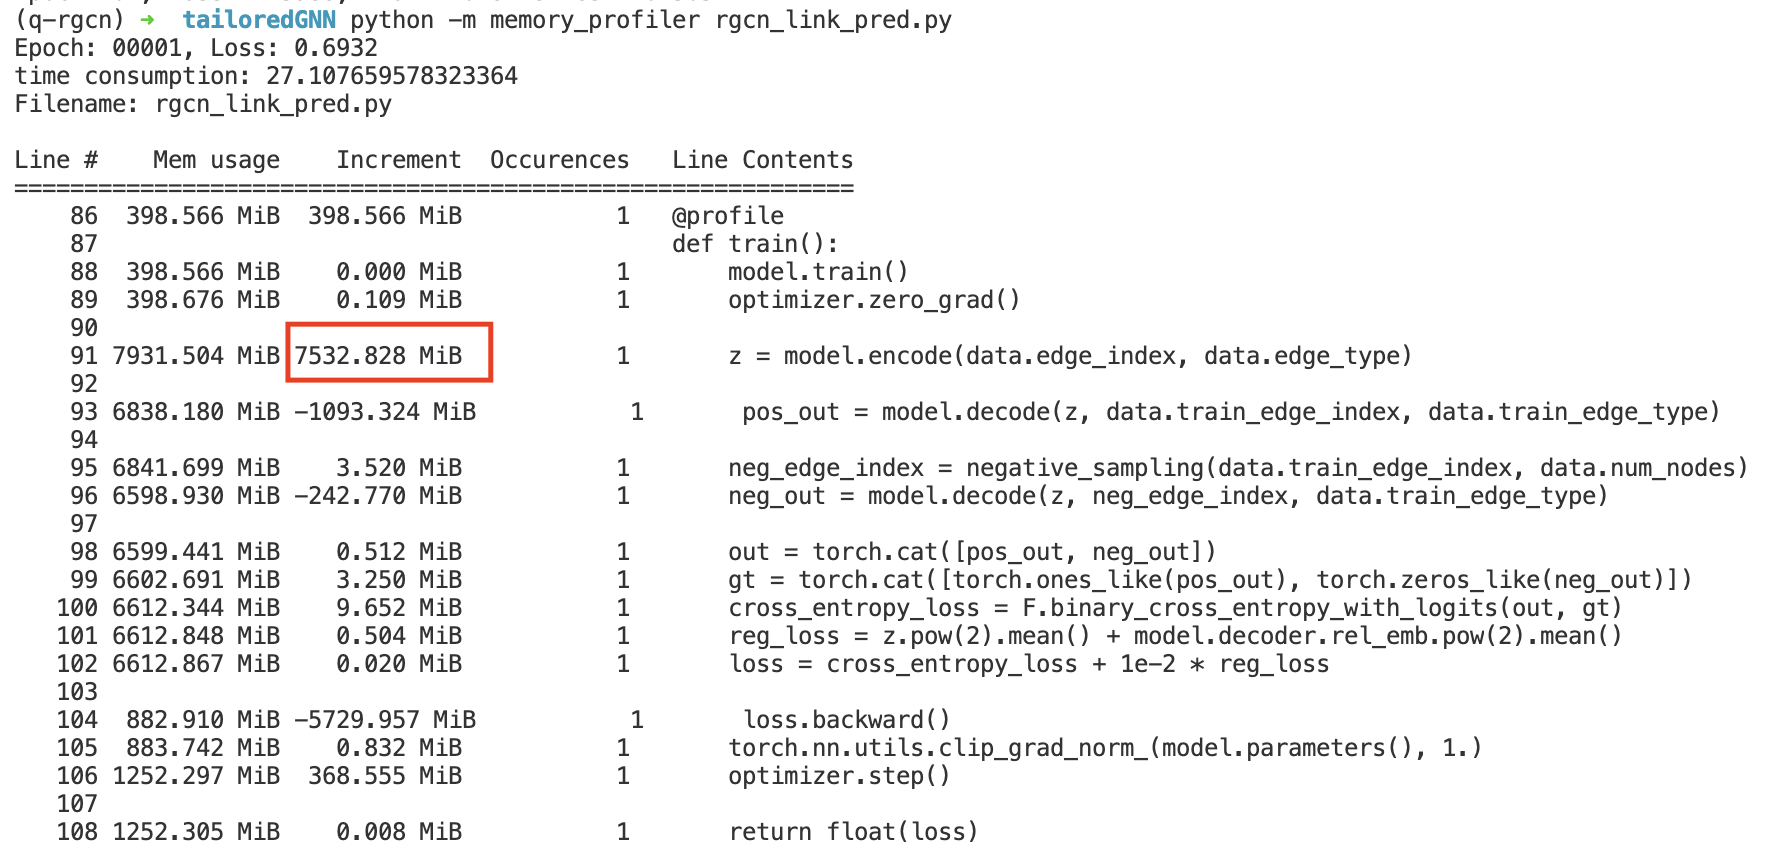 (q-rgcn) → tailoredGNN python -m memory_profiler rgcn_link_pred.py
Epoch: 00001, Loss: 0.6932
time consumption: 27.107659578323364
Filename: rgcn_link_pred.py
Line # Mem usage Increment Occurences Line Contents
============================================================
86 398.566 MiB 398.566 MiB 1 @profile
87 def train():
88 398.566 MiB 0.000 MiB 1 model.train()
89 398.676 MiB 0.109 MiB 1 optimizer.zero_grad()
90
91 7931.504 MiB 7532.828 MiB 1 z = model.encode(data.edge_index, data.edge_type)
92
93 6838.180 MiB -1093.324 MiB 1 pos_out = model.decode(z, data.train_edge_index, data.train_edge_type)
94
95 6841.699 MiB 3.520 MiB 1 neg_edge_index = negative_sampling(data.train_edge_index, data.num_nodes)
96 6598.930 MiB -242.770 MiB 1 neg_out = model.decode(z, neg_edge_index, data.train_edge_type)
97
98 6599.441 MiB 0.512 MiB 1 out = torch.cat([pos_out, neg_out])
99 6602.691 MiB 3.250 MiB 1 gt = torch.cat([torch.ones_like(pos_out), torch.zeros_like(neg_out)])
100 6612.344 MiB 9.652 MiB 1 cross_entropy_loss = F.binary_cross_entropy_with_logits(out, gt)
101 6612.848 MiB 0.504 MiB 1 reg_loss = z.pow(2).mean() + model.decoder.rel_emb.pow(2).mean()
102 6612.867 MiB 0.020 MiB 1 loss = cross_entropy_loss + 1e-2 * reg_loss
103
104 882.910 MiB -5729.957 MiB 1 loss.backward()
105 883.742 MiB 0.832 MiB 1 torch.nn.utils.clip_grad_norm_(model.parameters(), 1.)
106 1252.297 MiB 368.555 MiB 1 optimizer.step()
107
108 1252.305 MiB 0.008 MiB 1 return float(loss)